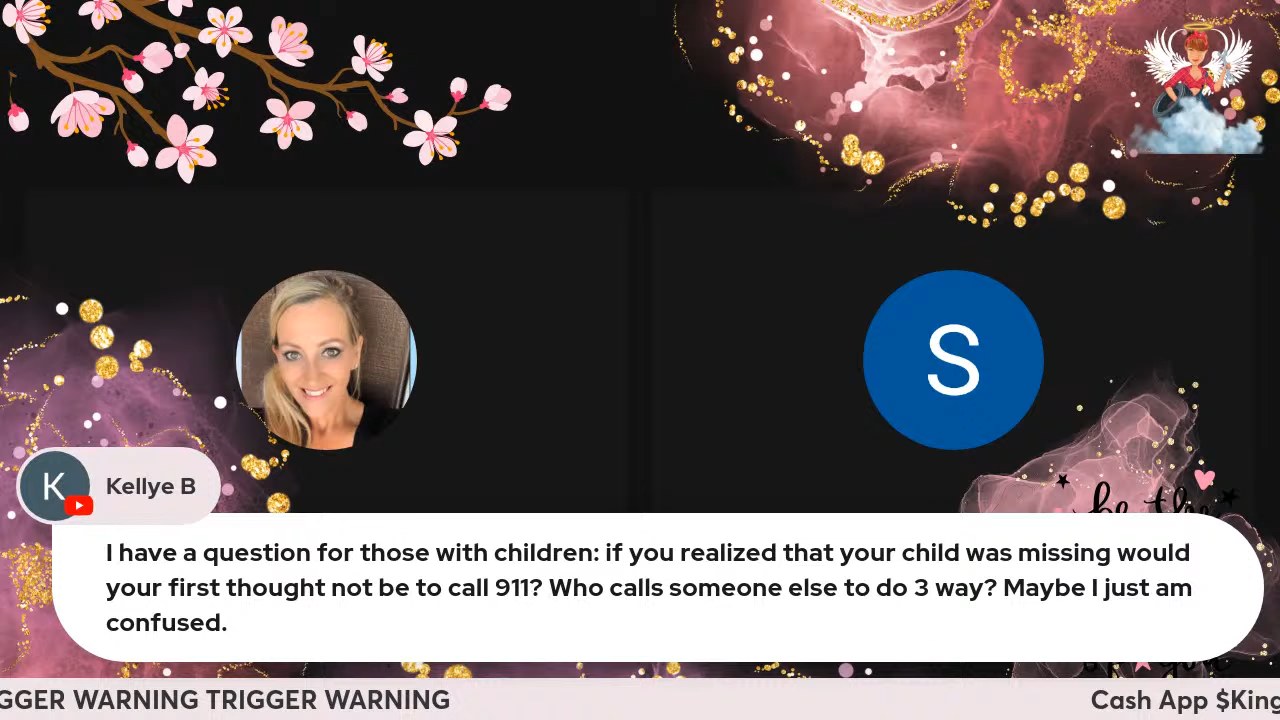 S
K
Kellye B
be the
I have a question for those with children: if you realized that your child was missing would
your first thought not be to call 911? Who calls someone else to do 3 way? Maybe I just am
confused.
GGER WARNING TRIGGER WARNING
Cash App $King